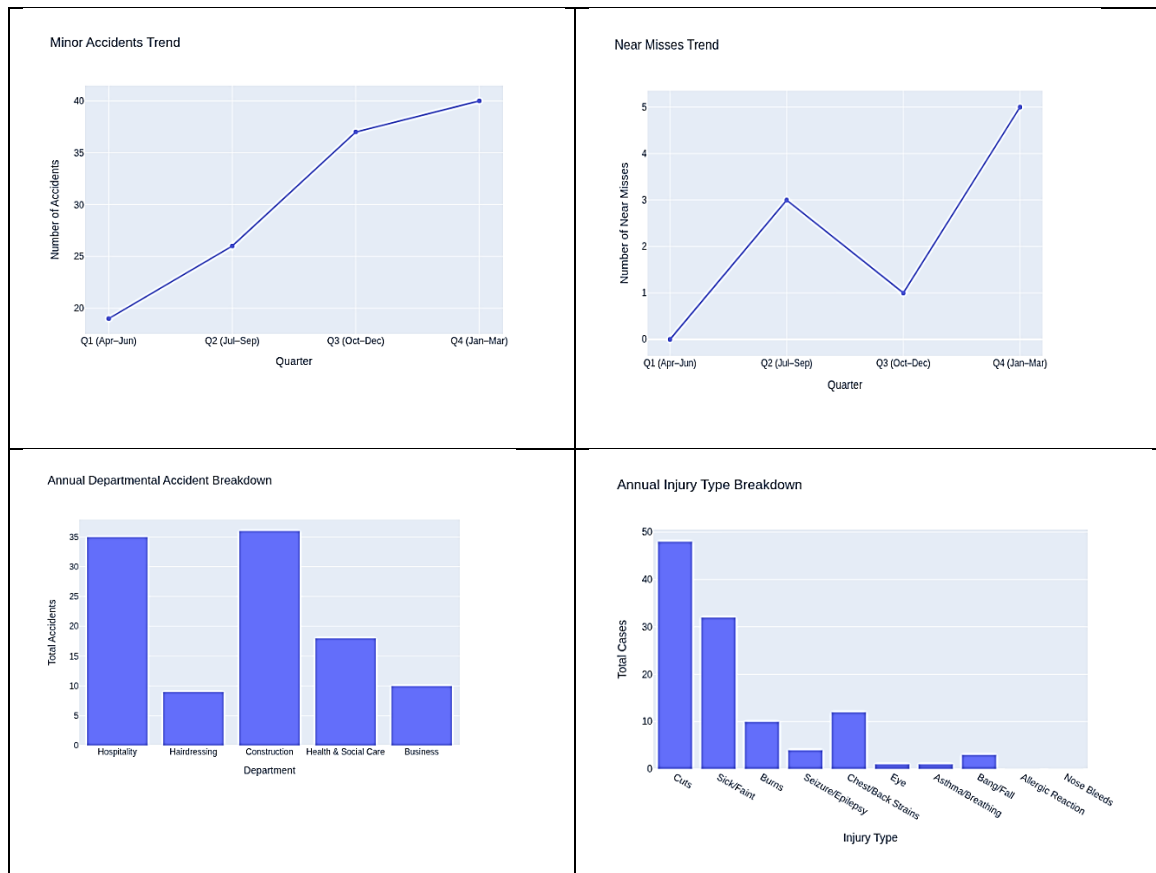 Minor Accidents Trend
40
35
30
25
20
Number of Accidents
Q1 (Apr–Jun) Q2 (Jul–Sep) Q3 (Oct–Dec) Q4 (Jan–Mar)
Quarter
Near Misses Trend
5
4
3
2
1
0
Number of Near Misses
Q1 (Apr–Jun) Q2 (Jul–Sep) Q3 (Oct–Dec) Q4 (Jan–Mar)
Quarter
Annual Departmental Accident Breakdown
35
30
25
20
15
10
5
0
Total Accidents
Hospitality Hairdressing Construction Health & Social Care Business
Department
Annual Injury Type Breakdown
50
40
30
20
10
0
Total Cases
Cuts
Sick/Faint
Burns
Seizure/Epilepsy
Chest/Back Strains
Eye
Asthma/Breathing
Bang/Fall
Allergic Reaction
Nose Bleeds
Injury Type